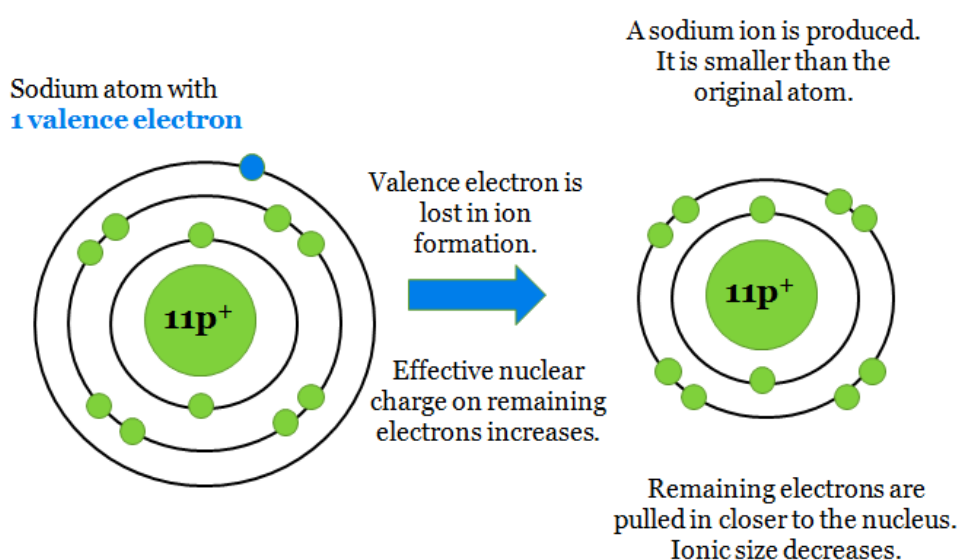 Sodium atom with
1 valence electron
11p+
Valence electron is
lost in ion
formation.
Effective nuclear
charge on remaining
electrons increases.
A sodium ion is produced.
It is smaller than the
original atom.
11p+
Remaining electrons are
pulled in closer to the nucleus.
Ionic size decreases.